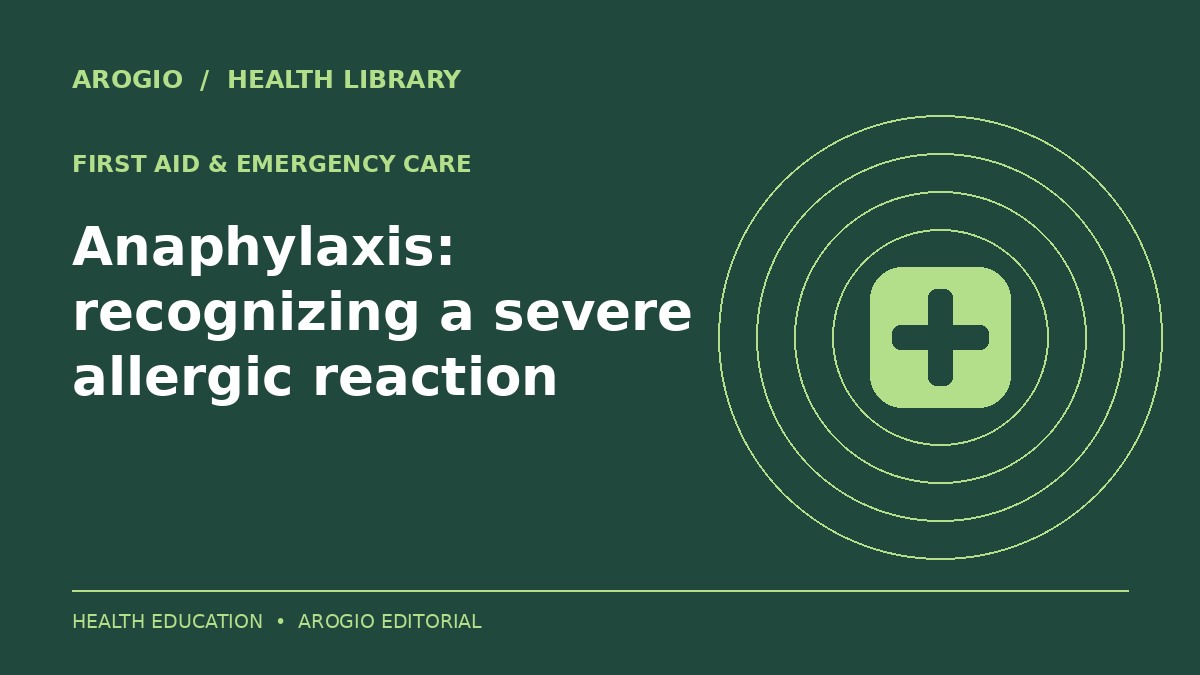 AROGIO / HEALTH LIBRARY
FIRST AID & EMERGENCY CARE
Anaphylaxis:
recognizing a severe
allergic reaction
HEALTH EDUCATION • AROGIO EDITORIAL